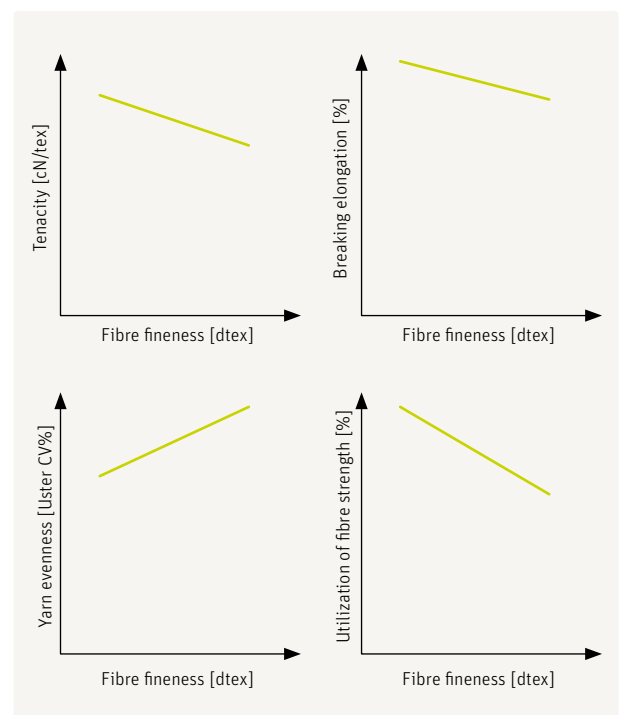 Tenacity [cN/tex]
Fibre fineness [dtex]
Breaking elongation [%]
Fibre fineness [dtex]
Yarn evenness [Uster CV%]
Fibre fineness [dtex]
Utilization of fibre strength [%]
Fibre fineness [dtex]